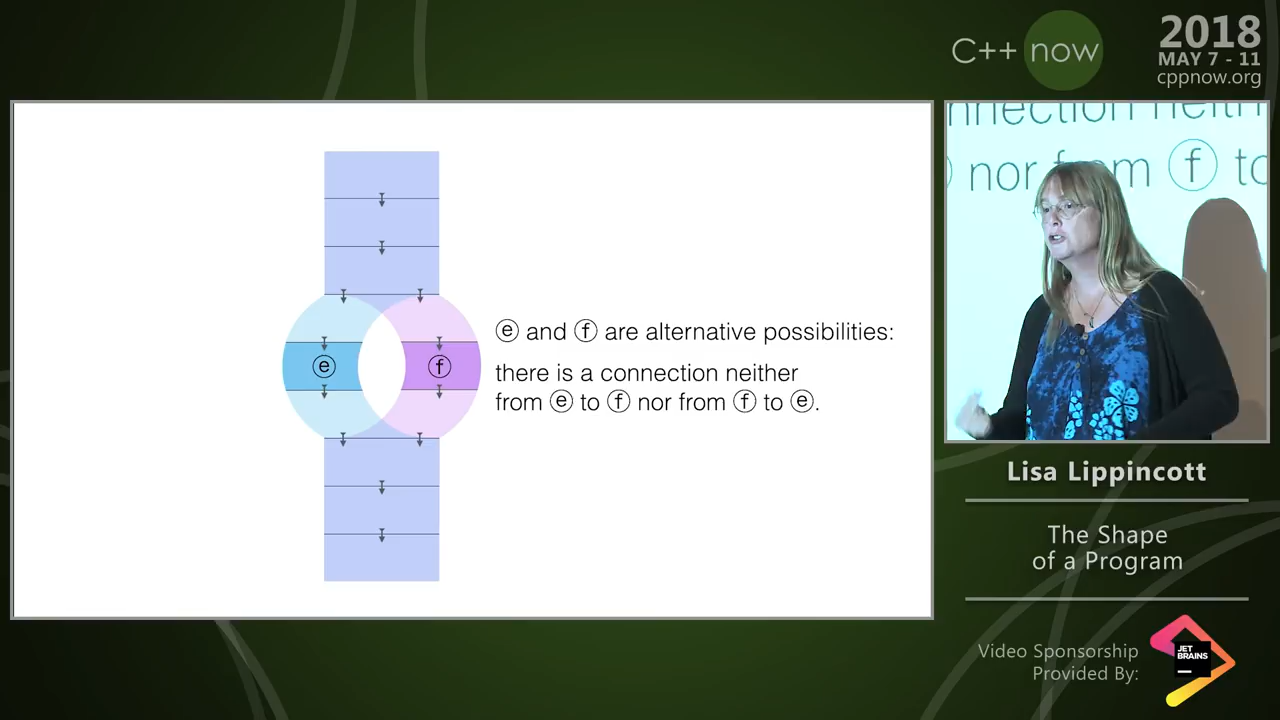 C++ now
2018
MAY 7 - 11
cppnow.org
nnection neith
nor from ⓕ to
ⓔ
ⓕ
ⓔ and ⓕ are alternative possibilities:
there is a connection neither
from ⓔ to ⓕ nor from ⓕ to ⓔ.
Lisa Lippincott
The Shape
of a Program
Video Sponsorship
Provided By:
JET
BRAINS